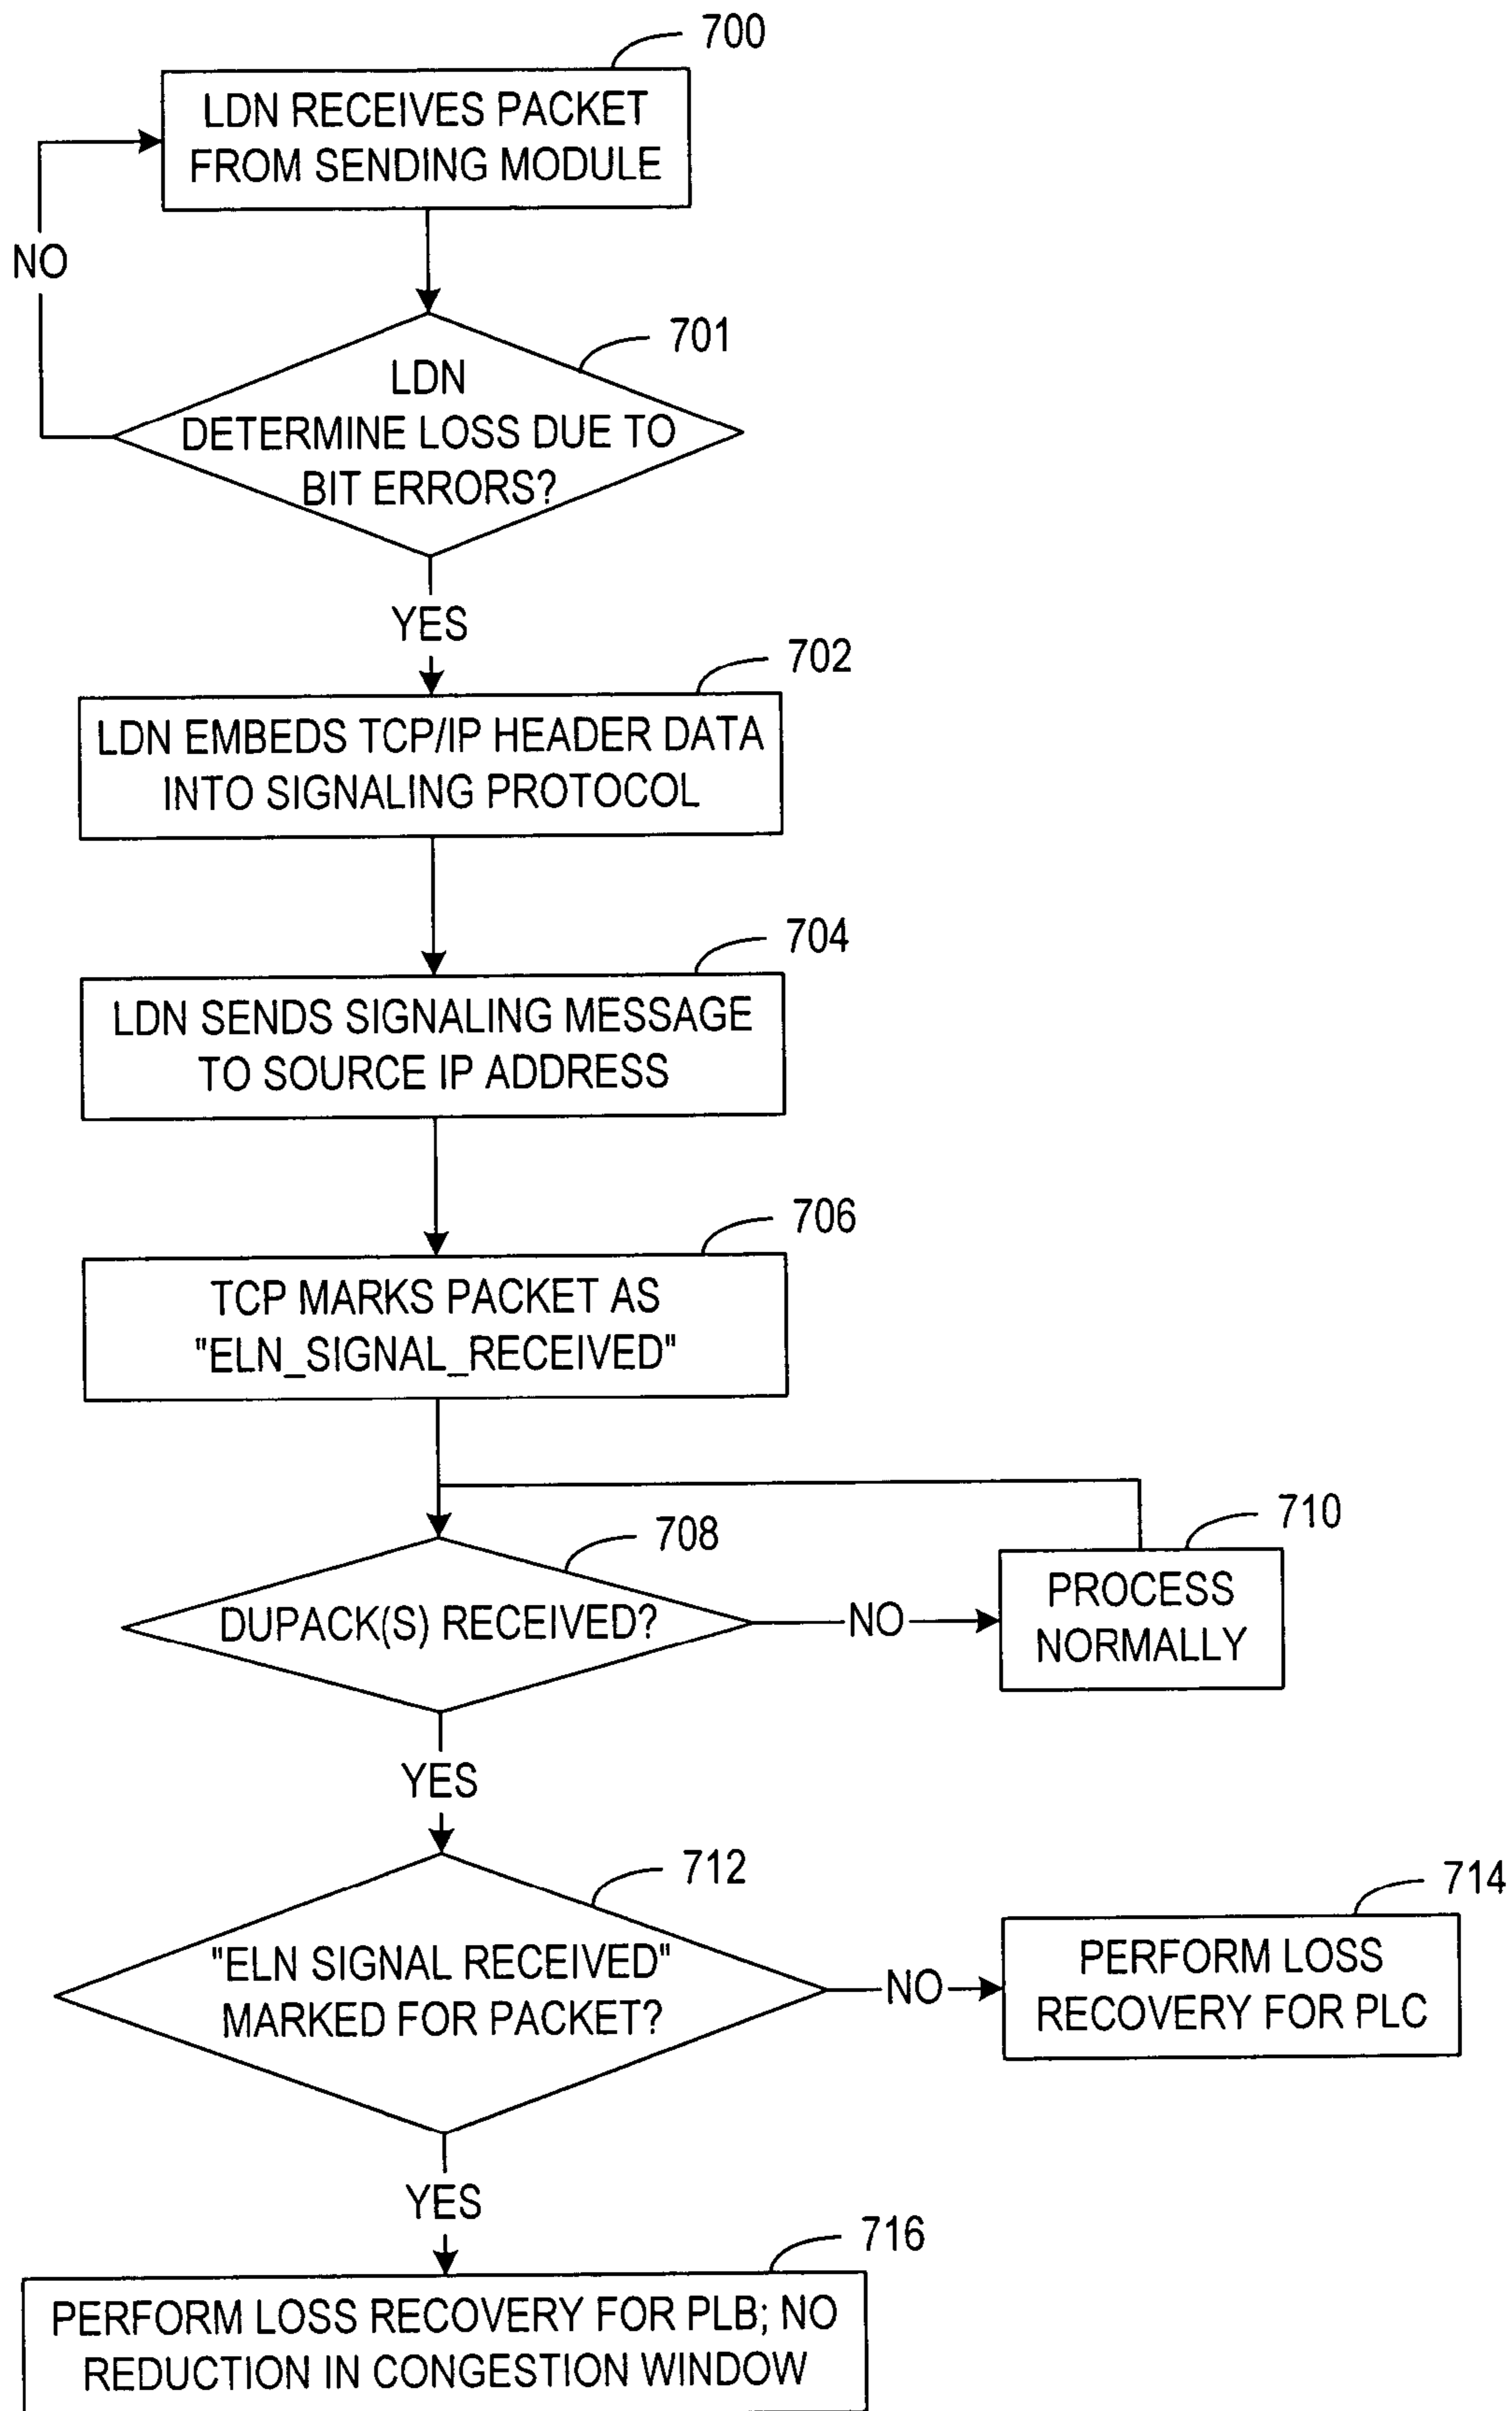 700
LDN RECEIVES PACKET
FROM SENDING MODULE
NO
701
LDN
DETERMINE LOSS DUE TO
BIT ERRORS?
YES
702
LDN EMBEDS TCP/IP HEADER DATA
INTO SIGNALING PROTOCOL
704
LDN SENDS SIGNALING MESSAGE
TO SOURCE IP ADDRESS
706
TCP MARKS PACKET AS
"ELN_SIGNAL_RECEIVED"
708
DUPACK(S) RECEIVED?
NO
710
PROCESS
NORMALLY
YES
712
"ELN SIGNAL RECEIVED"
MARKED FOR PACKET?
NO
714
PERFORM LOSS
RECOVERY FOR PLC
YES
716
PERFORM LOSS RECOVERY FOR PLB; NO
REDUCTION IN CONGESTION WINDOW